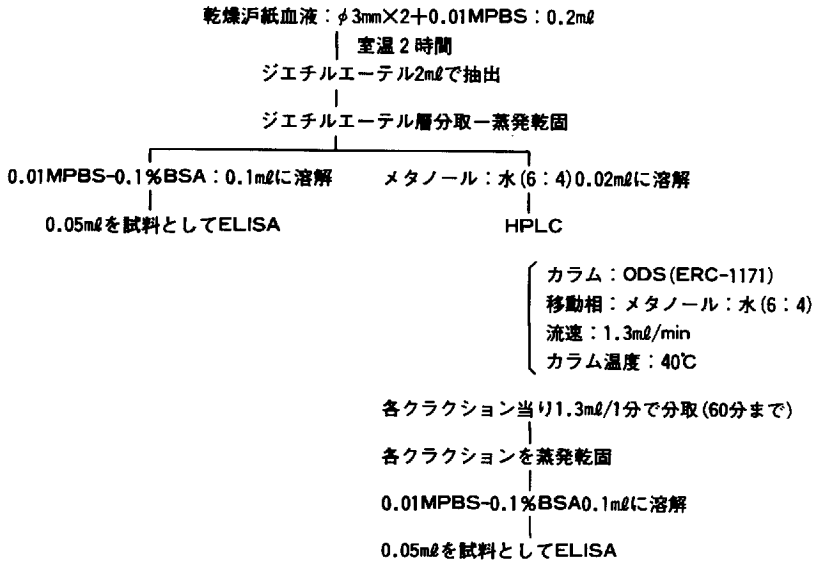 乾燥沪紙血液：φ3mm×2＋0.01MPBS：0.2mℓ
室温2時間
ジエチルエーテル2mℓで抽出
ジエチルエーテル層分取－蒸発乾固
0.01MPBS-0.1%BSA：0.1mℓに溶解
0.05mℓを試料としてELISA
メタノール：水(6：4)0.02mℓに溶解
HPLC
カラム：ODS(ERC-1171)
移動相：メタノール：水(6：4)
流速：1.3mℓ/min
カラム温度：40℃
各クラクション当り1.3mℓ/1分で分取(60分まで)
各クラクションを蒸発乾固
0.01MPBS-0.1%BSA0.1mℓに溶解
0.05mℓを試料としてELISA